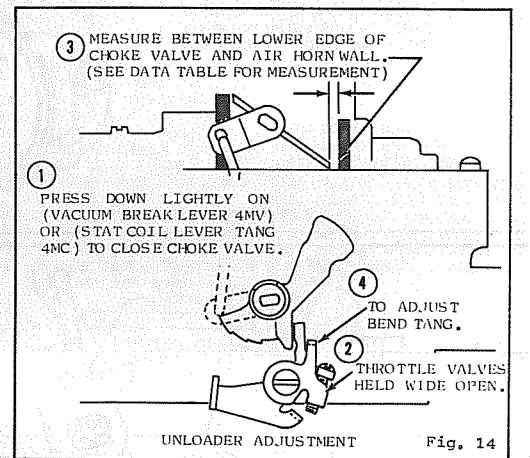 3 MEASURE BETWEEN LOWER EDGE OF
CHOKE VALVE AND AIR HORN WALL.
(SEE DATA TABLE FOR MEASUREMENT)
1
PRESS DOWN LIGHTLY ON
(VACUUM BREAK LEVER 4MV)
OR (STAT COIL LEVER TANG
4MC) TO CLOSE CHOKE VALVE.
4
TO ADJUST
BEND TANG.
2
THROTTLE VALVES
HELD WIDE OPEN.
UNLOADER ADJUSTMENT Fig. 14